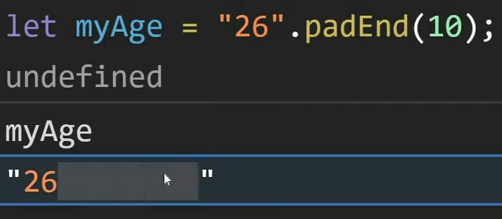 let myAge = "26".padEnd(10);
undefined
myAge
"26        "